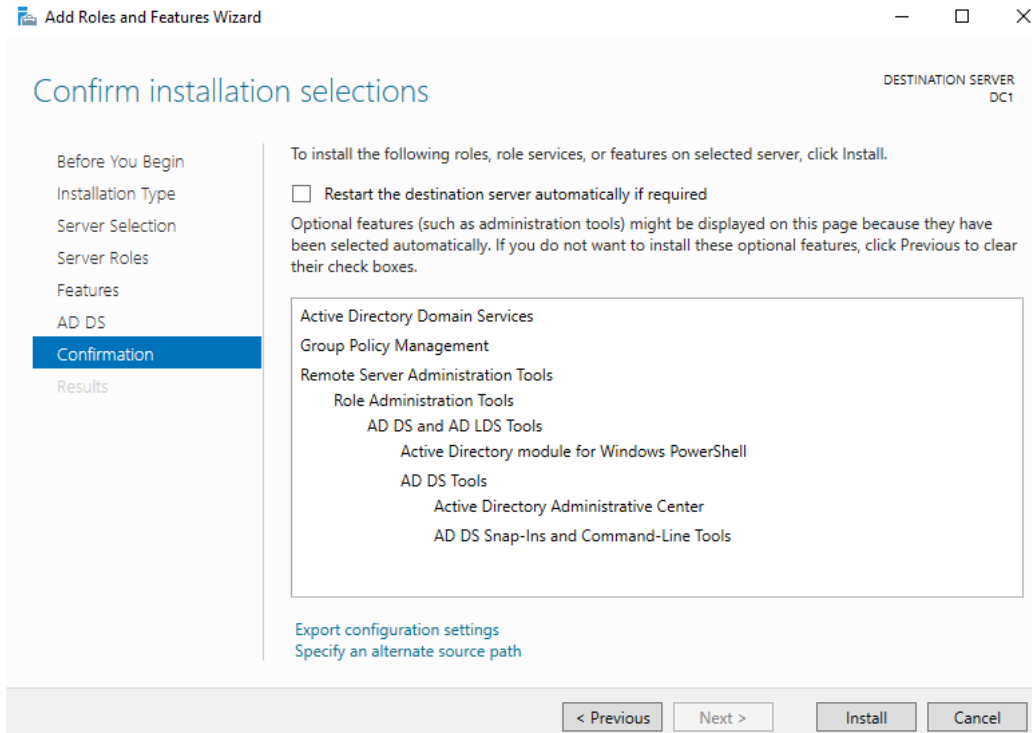 Add Roles and Features Wizard
Confirm installation selections
DESTINATION SERVER
DC1
Before You Begin
Installation Type
Server Selection
Server Roles
Features
AD DS
Confirmation
Results
To install the following roles, role services, or features on selected server, click Install.
Restart the destination server automatically if required
Optional features (such as administration tools) might be displayed on this page because they have
been selected automatically. If you do not want to install these optional features, click Previous to clear
their check boxes.
Active Directory Domain Services
Group Policy Management
Remote Server Administration Tools
Role Administration Tools
AD DS and AD LDS Tools
Active Directory module for Windows PowerShell
AD DS Tools
Active Directory Administrative Center
AD DS Snap-Ins and Command-Line Tools
Export configuration settings
Specify an alternate source path
< Previous
Next >
Install
Cancel